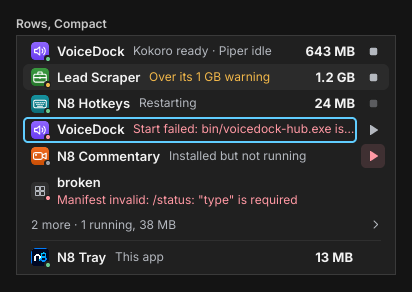 Rows, Compact
VoiceDock Kokoro ready · Piper idle 643 MB
Lead Scraper Over its 1 GB warning 1.2 GB
N8 Hotkeys Restarting 24 MB
VoiceDock Start failed: bin/voicedock-hub.exe is…
N8 Commentary Installed but not running
broken
Manifest invalid: /status: "type" is required
2 more · 1 running, 38 MB
n8 N8 Tray This app 13 MB